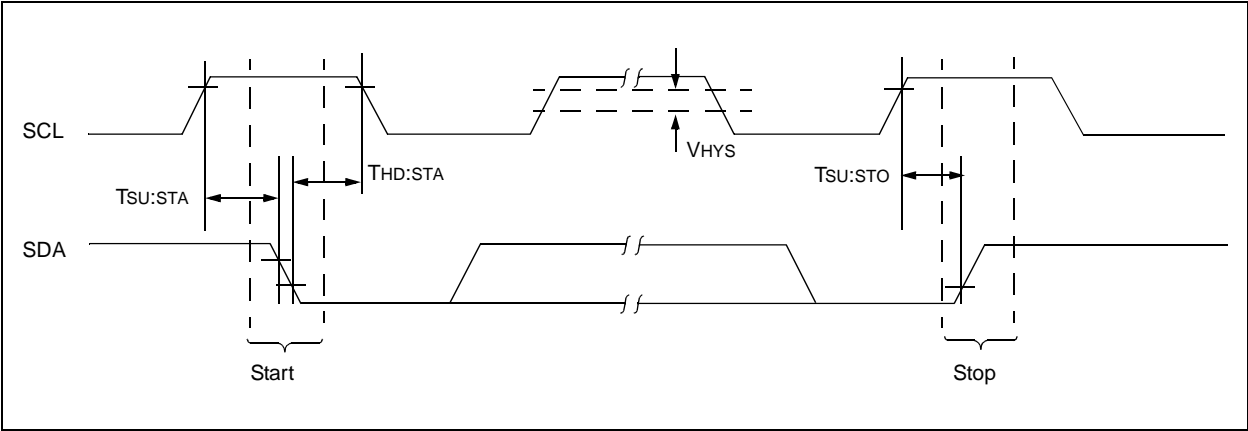 SCL
VHYS
THD:STA
TSU:STO
TSU:STA
SDA
Start
Stop